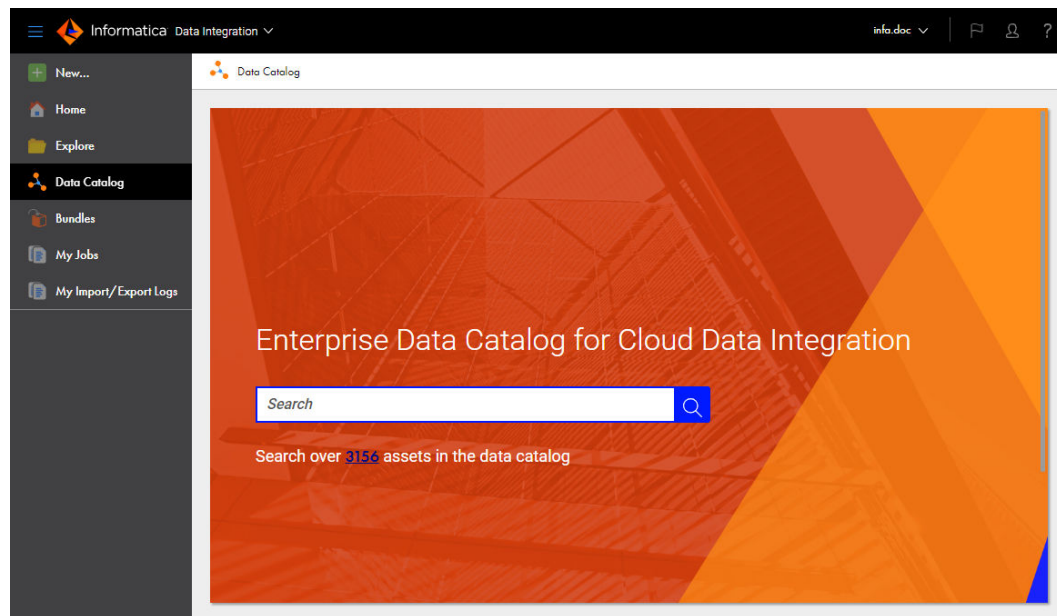 Informatica Data Integration
infa.doc
?
New...
Data Catalog
Home
Explore
Data Catalog
Bundles
My Jobs
My Import/Export Logs
Enterprise Data Catalog for Cloud Data Integration
Search
Search over 3156 assets in the data catalog